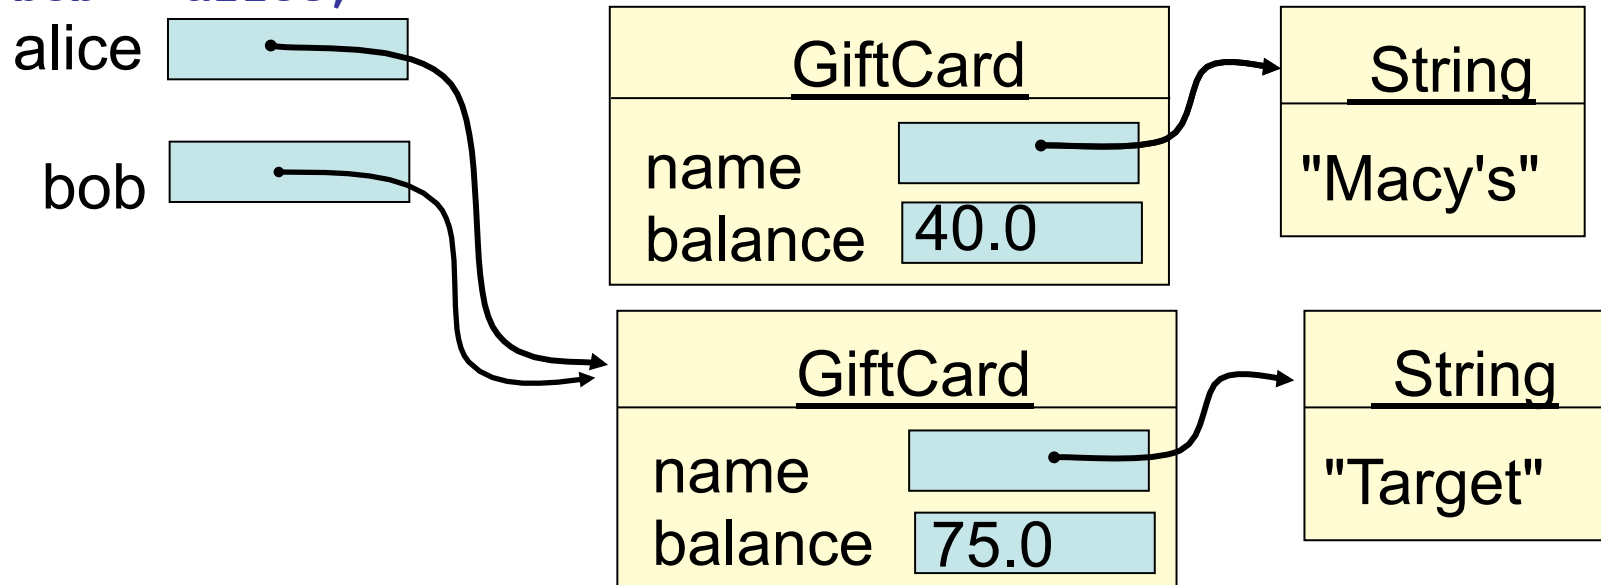 alice
bob
GiftCard
name
balance 40.0
String
"Macy's"
GiftCard
name
balance 75.0
String
"Target"